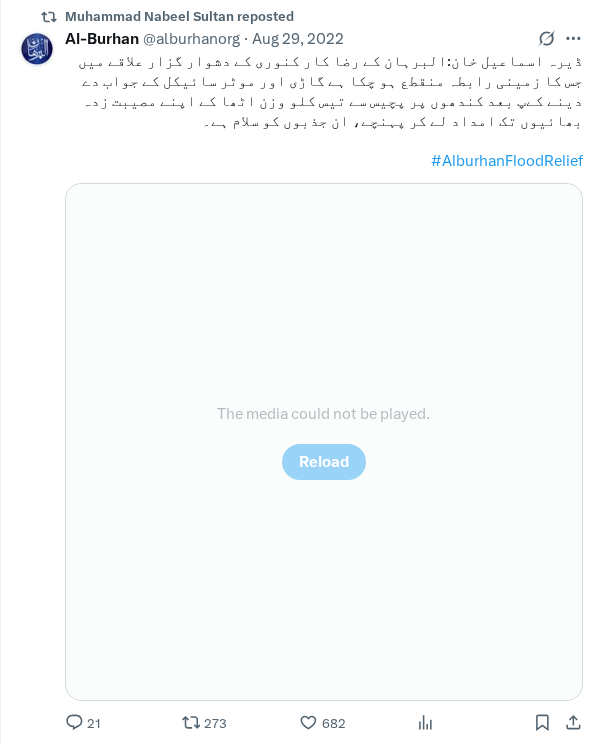 Muhammad Nabeel Sultan reposted
Al-Burhan @alburhanorg · Aug 29, 2022
ڈیرہ اسماعیل خان:البرہان کے رضا کار کنوری کے دشوار گزار علاقے میں
جس کا زمینی رابطہ منقطع ہو چکا ہے گاڑی اور موٹر سائیکل کے جواب دے
دینے کےپ بعد کندھوں پر پچیس سے تیس کلو وزن اٹھا کے اپنے مصیبت زدہ
بھائیوں تک امداد لے کر پہنچے، ان جذبوں کو سلام ہے۔
#AlburhanFloodRelief
The media could not be played.
Reload
21 273 682